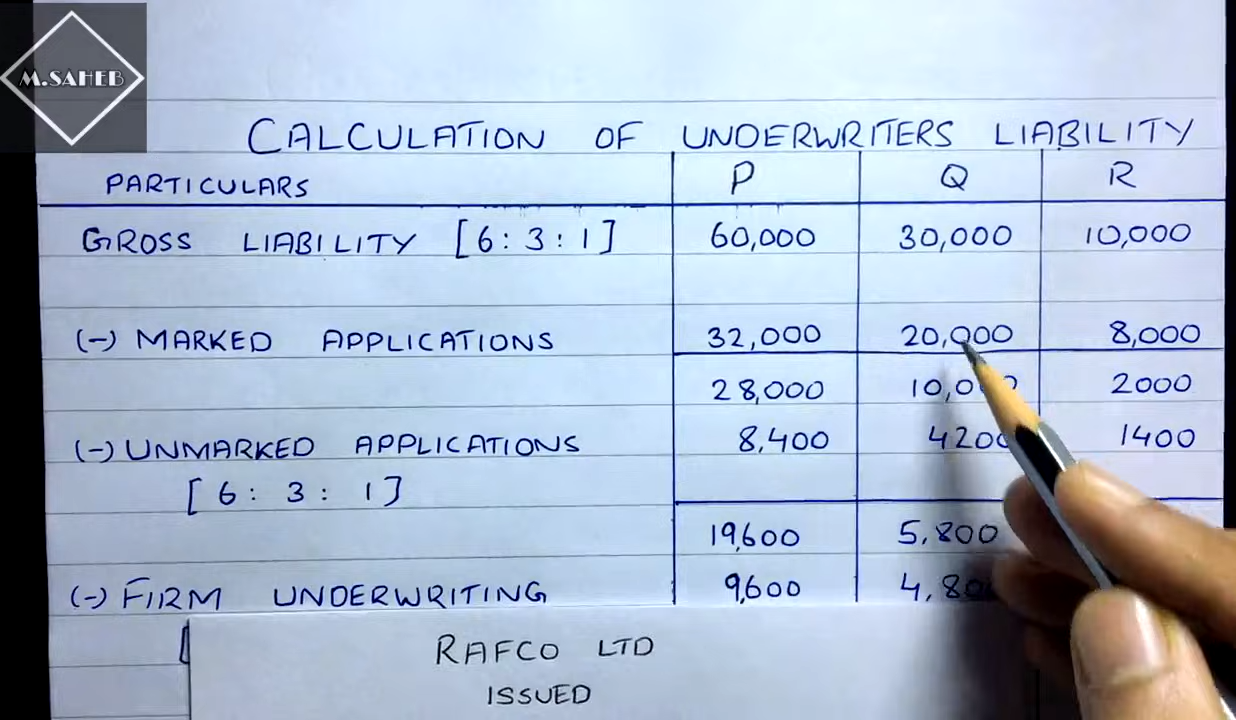 M.SAHEB
CALCULATION OF UNDERWRITERS LIABILITY
PARTICULARS P Q R
GROSS LIABILITY [6:3:1] 60,000 30,000 10,000
(-) MARKED APPLICATIONS 32,000 20,000 8,000
28,000 2000
(-) UNMARKED APPLICATIONS 8,400 4200 1400
[6: 3: 1]
19,600 5,800
(-) FIRM UNDERWRITING 9,600
RAFCO LTD
ISSUED